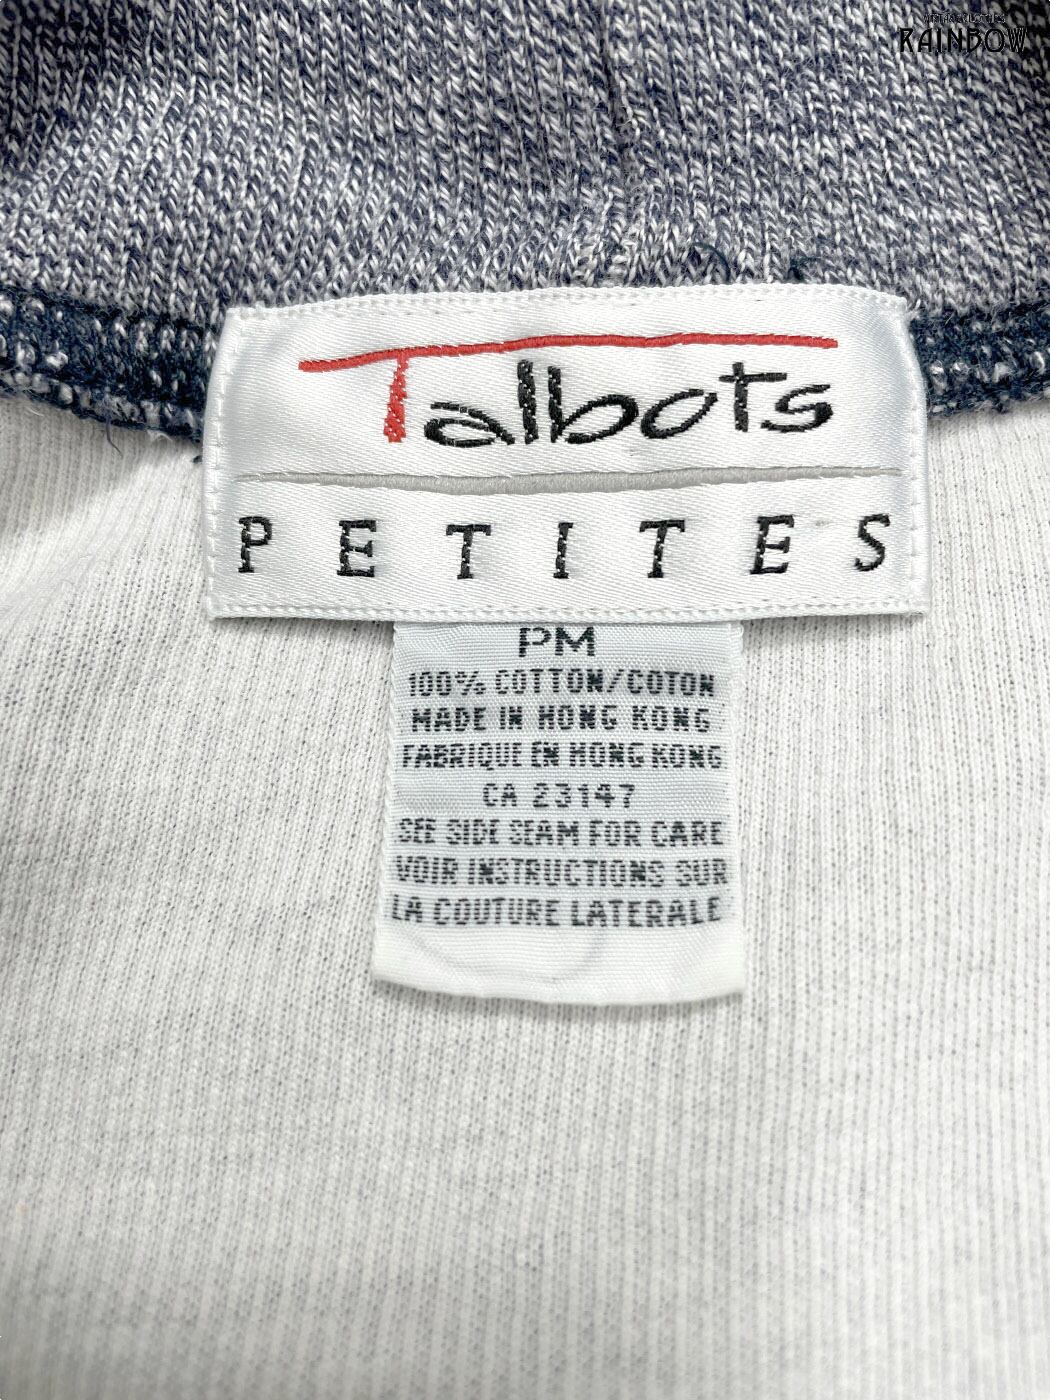 RAINBOW
Talbots
PETITES
PM
100% COTTON/COTON
MADE IN HONG KONG
FABRIQUE EN HONG KONG
CA 23147
SEE SIDE SEAM FOR CARE
VOIR INSTRUCTIONS SUR
LA COUTURE LATERALE